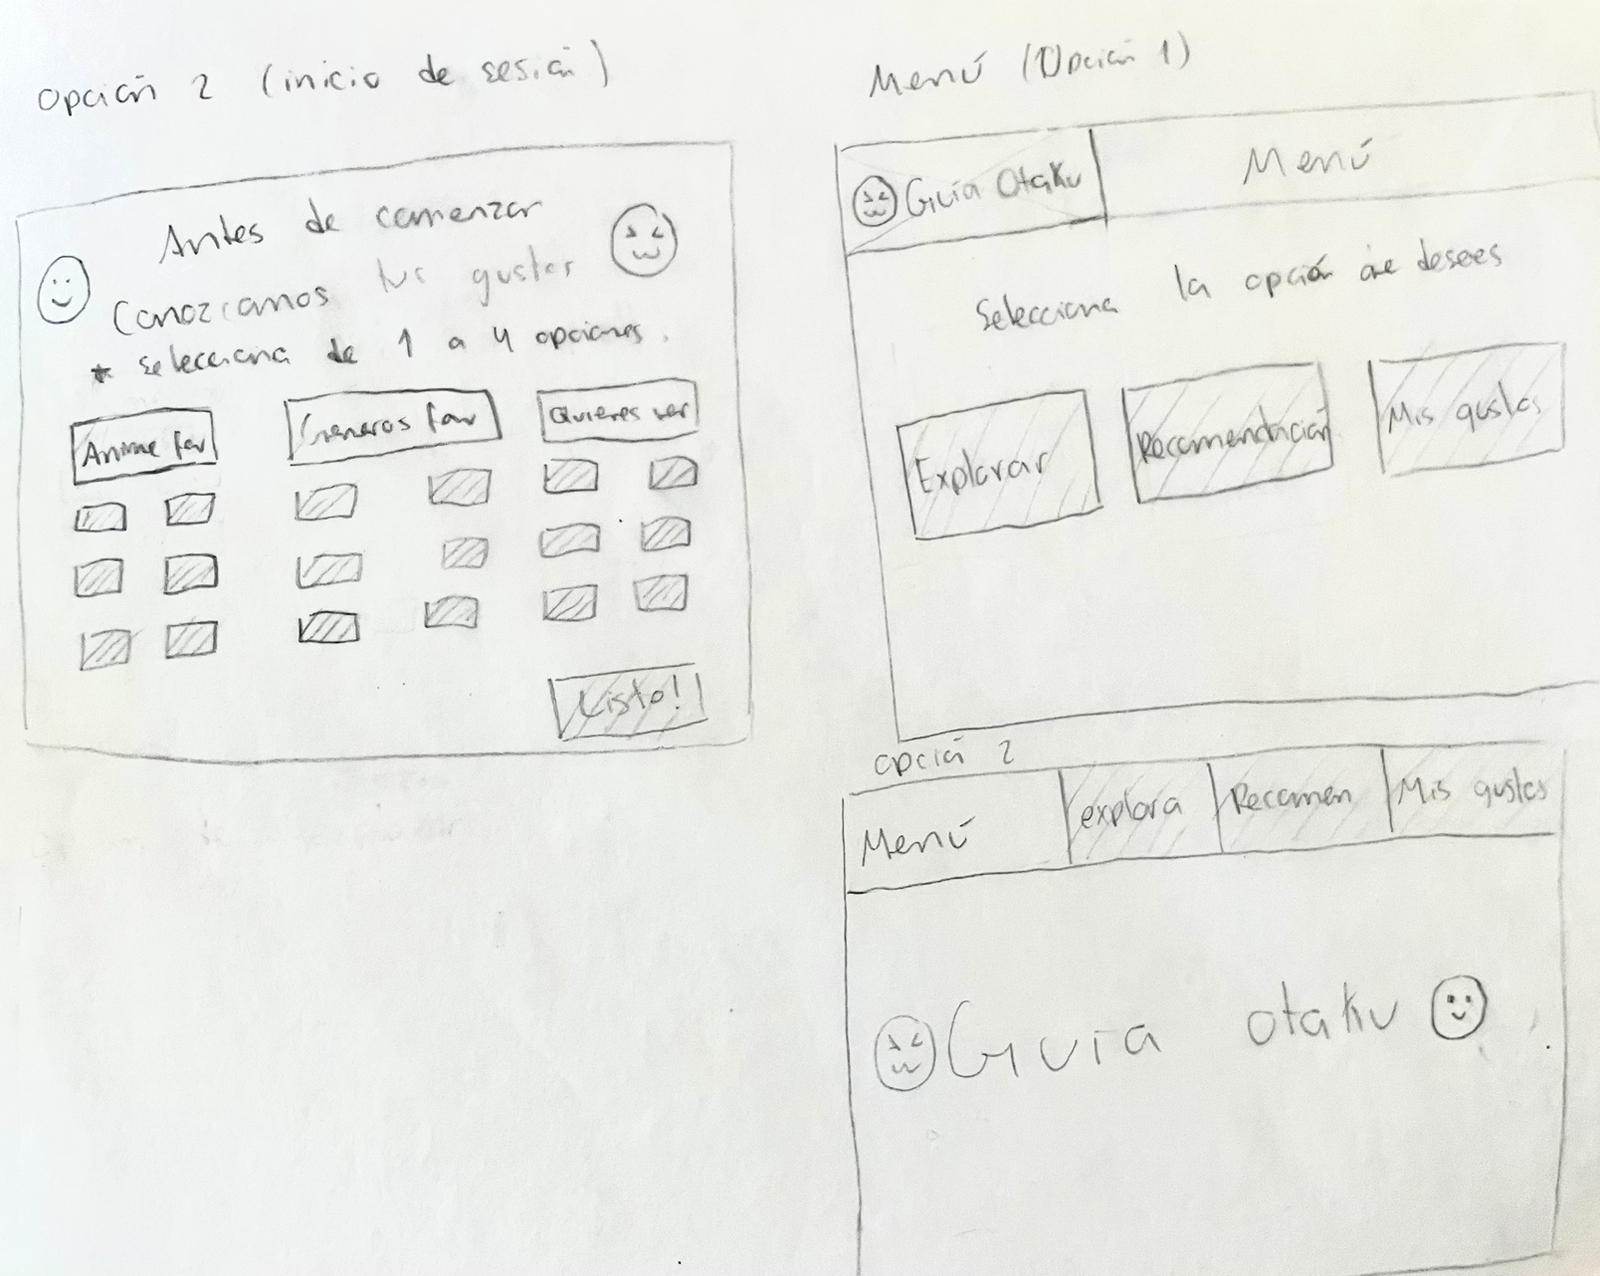 Opción 2 (inicio de sesión)
Antes de comenzar
Conozcamos tus gustos
* selecciona de 1 a 4 opciones.
Anime fav
Generos fav
Quieres ver
Listo!
Menú (Opción 1)
Guia Otaku
Menú
Selecciona la opción que desees
Explorar
Recomendación
Mis gustos
opción 2
Menú
explora
Recomen
Mis gustos
Guia otaku